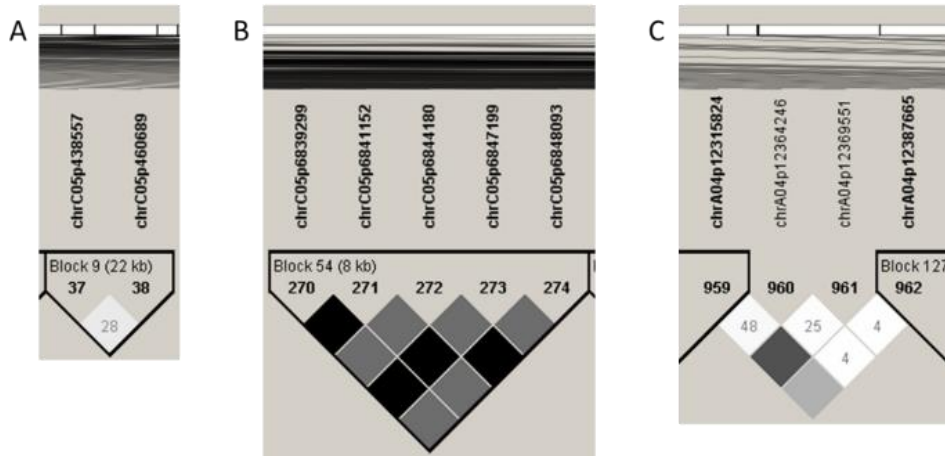 A
chrC05p438557
chrC05p460689
Block 9 (22 kb)
37 38
28
B
chrC05p6839299
chrC05p6841152
chrC05p6844180
chrC05p6847199
chrC05p6848093
Block 54 (8 kb)
270 271 272 273 274
C
chrA04p12315824
chrA04p12364246
chrA04p12369551
chrA04p12387665
Block 127
959 960 961 962
48 25 4
4